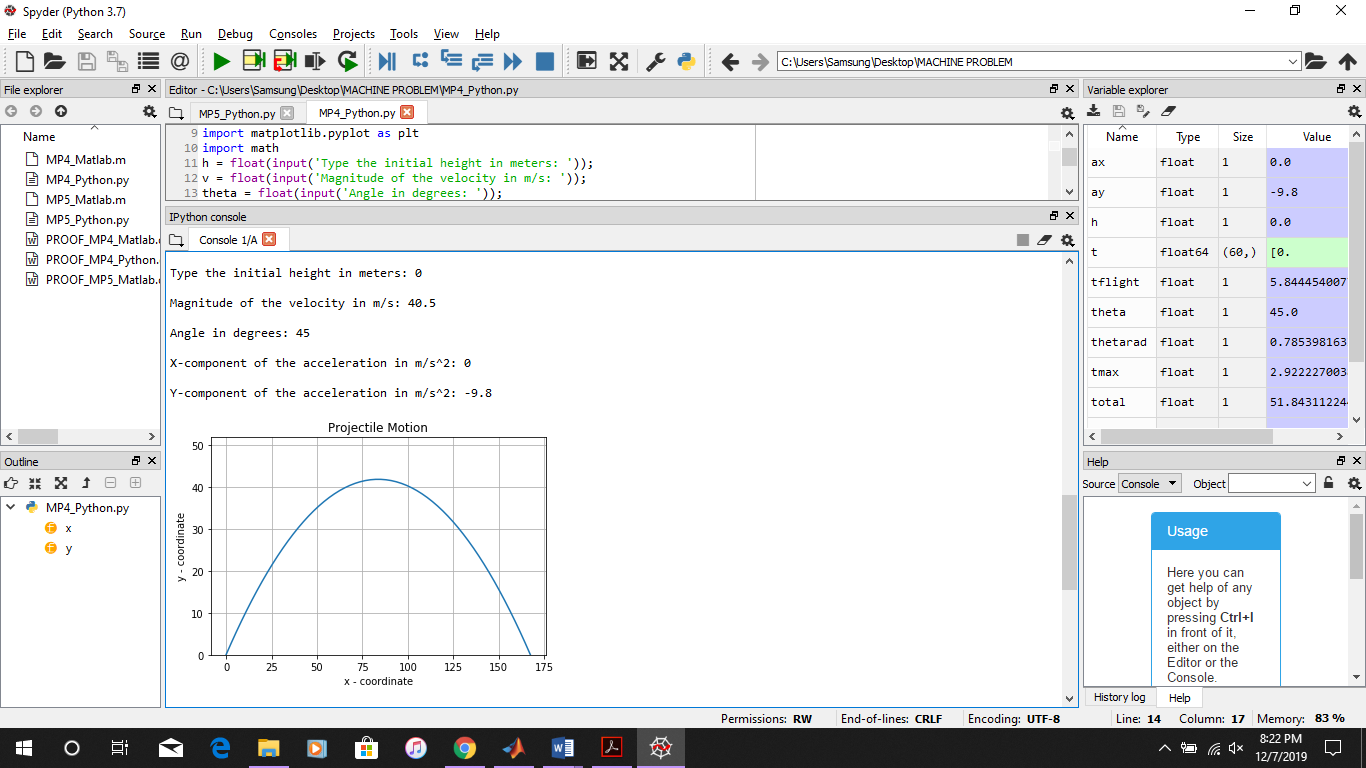 Spyder (Python 3.7)
File Edit Search Source Run Debug Consoles Projects Tools View Help
C:\Users\Samsung\Desktop\MACHINE PROBLEM
File explorer
Name
MP4_Matlab.m
MP4_Python.py
MP5_Matlab.m
MP5_Python.py
PROOF_MP4_Matlab.
PROOF_MP4_Python.
PROOF_MP5_Matlab.
Outline
MP4_Python.py
x
y
Editor - C:\Users\Samsung\Desktop\MACHINE PROBLEM\MP4_Python.py
MP5_Python.py MP4_Python.py
9 import matplotlib.pyplot as plt
10 import math
11 h = float(input('Type the initial height in meters: '));
12 v = float(input('Magnitude of the velocity in m/s: '));
13 theta = float(input('Angle in degrees: '));
IPython console
Console 1/A
Type the initial height in meters: 0
Magnitude of the velocity in m/s: 40.5
Angle in degrees: 45
X-component of the acceleration in m/s^2: 0
Y-component of the acceleration in m/s^2: -9.8
Projectile Motion
50
40
30
20
10
0
y - coordinate
0 25 50 75 100 125 150 175
x - coordinate
Variable explorer
Name Type Size Value
ax float 1 0.0
ay float 1 -9.8
h float 1 0.0
t float64 (60,) [0.
tflight float 1 5.844454007
theta float 1 45.0
thetarad float 1 0.785398163
tmax float 1 2.922227003
total float 1 51.84311224
Help
Source Console Object
Usage
Here you can
get help of any
object by
pressing Ctrl+I
in front of it,
either on the
Editor or the
Console.
History log Help
Permissions: RW End-of-lines: CRLF Encoding: UTF-8 Line: 14 Column: 17 Memory: 83 %
8:22 PM
12/7/2019